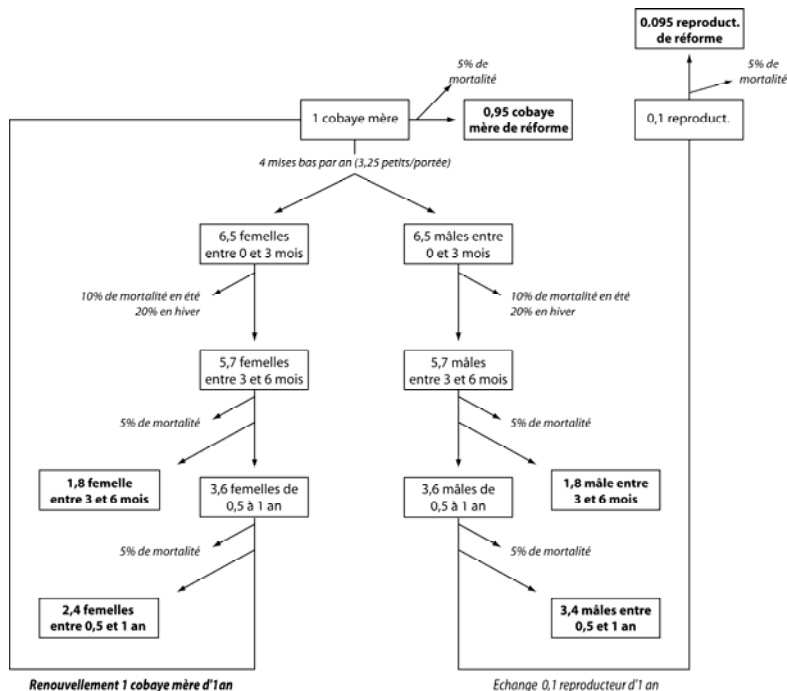 0,095 reproduct.
de réforme
5% de
mortalité
5% de
mortalité
1 cobaye mère
0,95 cobaye
mère de réforme
0,1 reproduct.
4 mises bas par an (3,25 petits/portée)
6,5 femelles
entre 0 et 3 mois
6,5 mâles entre
0 et 3 mois
10% de mortalité en été
20% en hiver
10% de mortalité en été
20% en hiver
5,7 femelles
entre 3 et 6 mois
5,7 mâles
entre 3 et 6 mois
5% de mortalité
5% de mortalité
1,8 femelle
entre 3 et 6 mois
3,6 femelles de
0,5 à 1 an
3,6 mâles de
0,5 à 1 an
1,8 mâle entre
3 et 6 mois
5% de mortalité
5% de mortalité
2,4 femelles
entre 0,5 et 1 an
3,4 mâles entre
0,5 et 1 an
Renouvellement 1 cobaye mère d'1an
Echange 0,1 reproducteur d'1 an